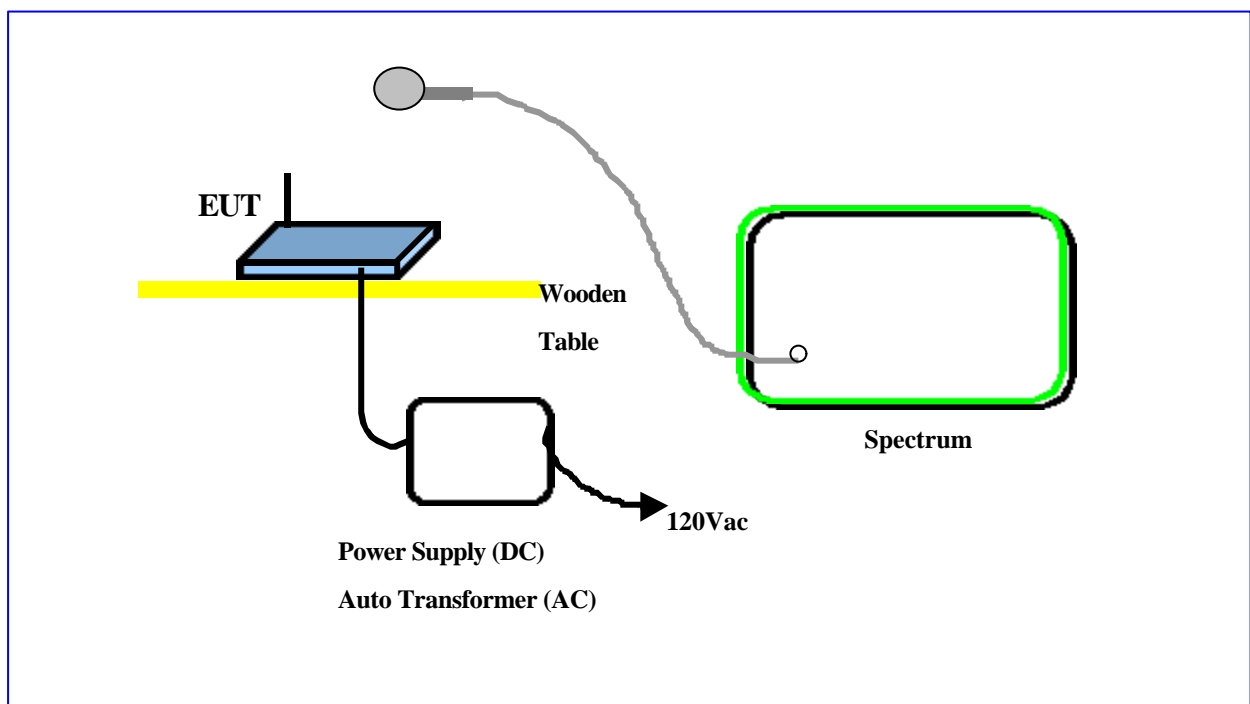 EUT
Wooden
Table
Spectrum
120Vac
Power Supply (DC)
Auto Transformer (AC)